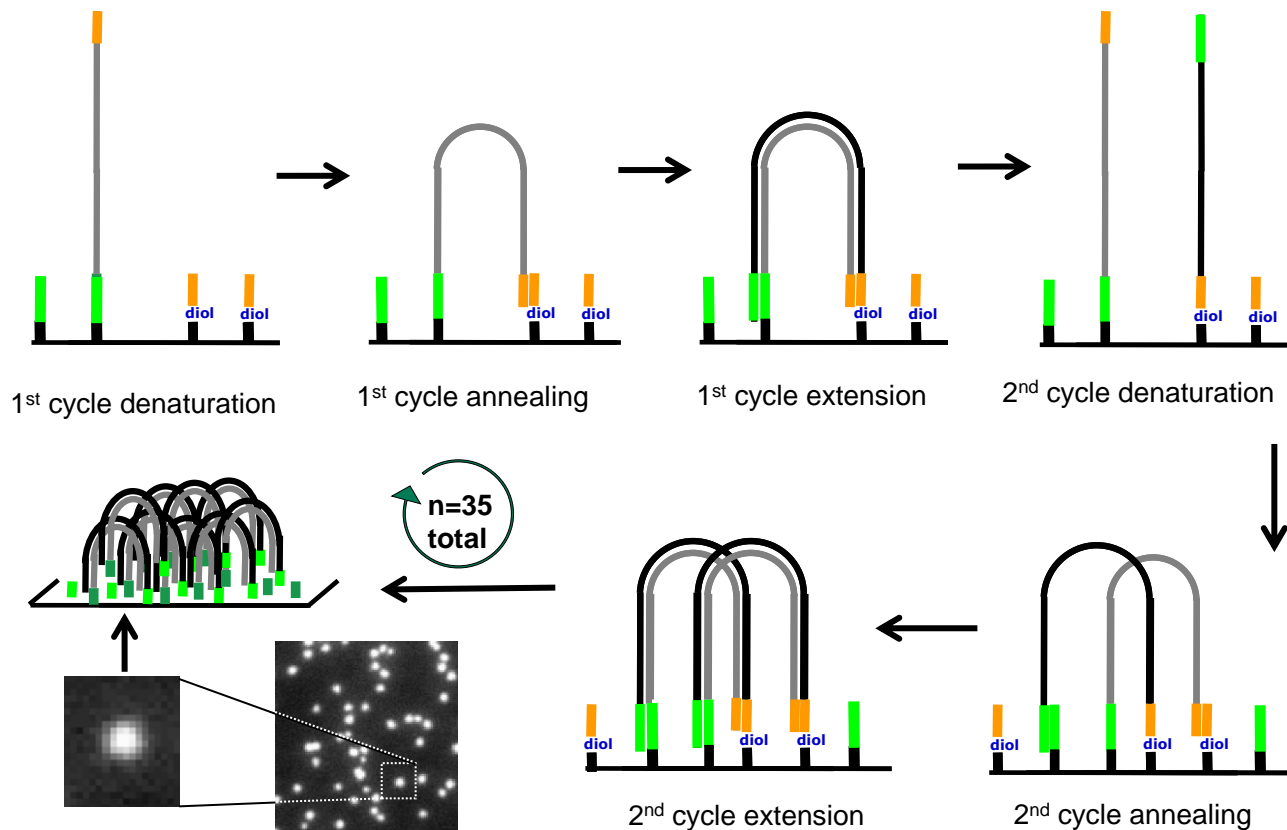 diol diol
1st cycle denaturation
diol diol
1st cycle annealing
diol diol
1st cycle extension
diol diol
2nd cycle denaturation
n=35
total
diol diol diol
2nd cycle extension
diol diol diol
2nd cycle annealing